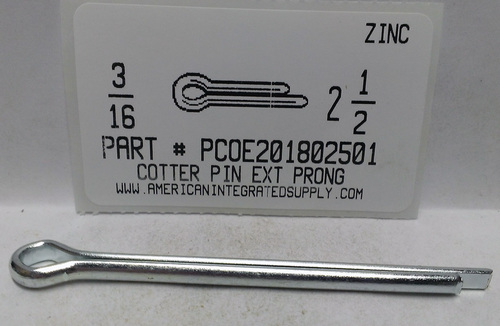 ZINC
3/16
2 1/2
PART # PCOE201802501
COTTER PIN EXT PRONG
WWW.AMERICANINTEGRATEDSUPPLY.COM